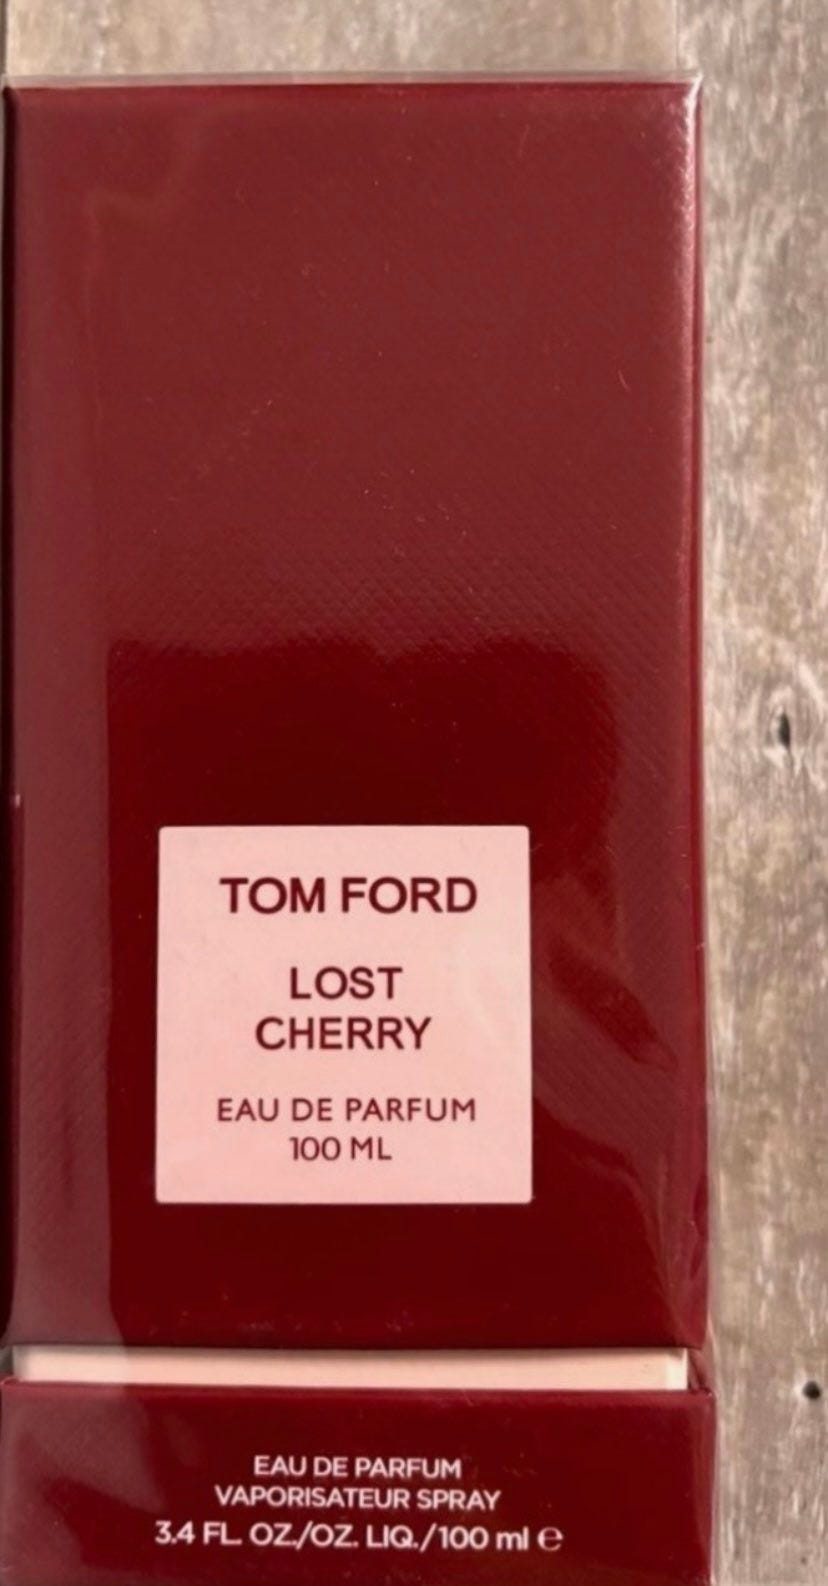 TOM FORD
LOST
CHERRY
EAU DE PARFUM
100 ML
EAU DE PARFUM
VAPORISATEUR SPRAY
3.4 FL. OZ./OZ. LIQ./100 ml ℮